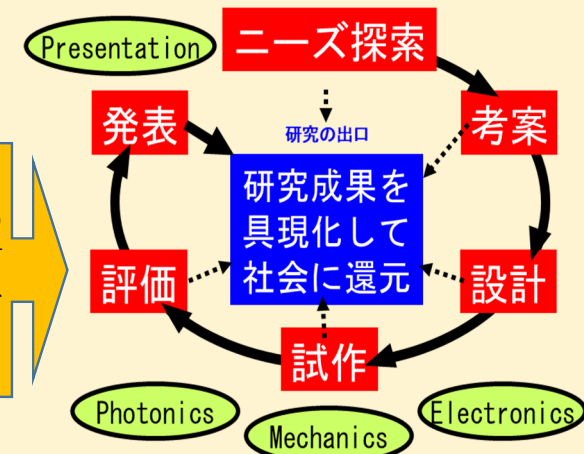 Presentation
ニーズ探索
発表
研究の出口
考案
研究成果を
具現化して
社会に還元
評価
設計
試作
Photonics
Mechanics
Electronics